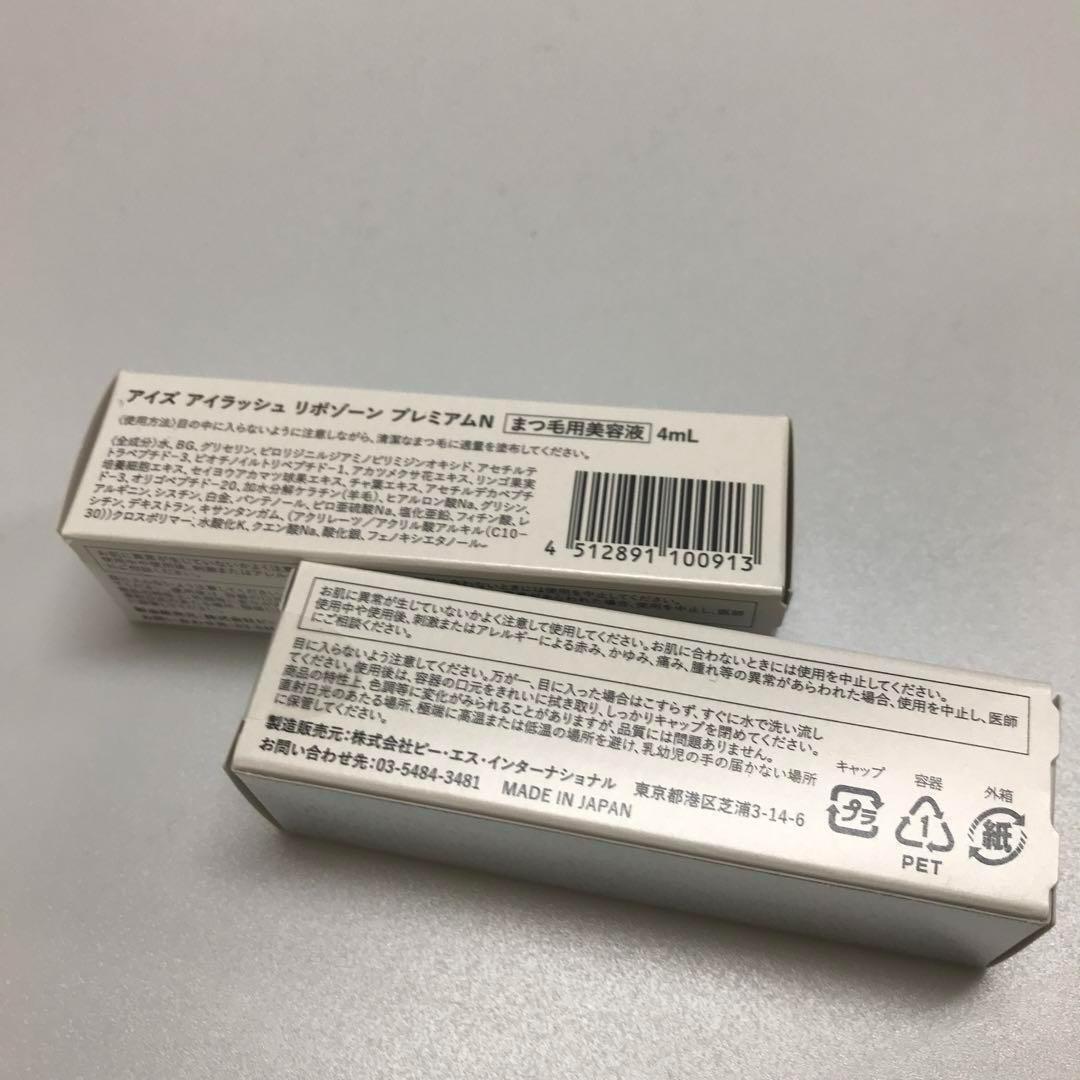 アイズ アイラッシュ リポゾーン プレミアムN まつ毛用美容液 4mL
〈使用方法〉目の中に入らないように注意しながら、清潔なまつ毛に適量を塗布してください。
〈全成分〉水、BG、グリセリン、ピロリジニルジアミノピリミジンオキシド、アセチルテ
トラペプチド-3、ビオチノイルトリペプチド-1、アカツメクサ花エキス、リンゴ果実
培養細胞エキス、セイヨウアカマツ球果エキス、チャ葉エキス、アセチルデカペプチ
ド-3、オリゴペプチド-20、加水分解ケラチン(羊毛)、ヒアルロン酸Na、グリシン、
アルギニン、シスチン、白金、パンテノール、ピロ亜硫酸Na、塩化亜鉛、フィチン酸、レ
シチン、デキストラン、キサンタンガム、(アクリレーツ/アクリル酸アルキル(C10-
30))クロスポリマー、水酸化K、クエン酸Na、酸化銀、フェノキシエタノール
4 512891 100913
お肌に異常が生じていないかよく注意して使用してください。お肌に合わないときには使用を中止してください。
使用中や使用後、刺激またはアレルギーによる赤み、かゆみ、痛み、腫れ等の異常があらわれた場合、使用を中止し、医師
にご相談ください。
目に入らないよう注意してください。万が一、目に入った場合はこすらず、すぐに水で洗い流し
てください。使用後は、容器の口元をきれいに拭き取り、しっかりキャップを閉めてください。
商品の特性上、色調等に変化がみられることがありますが、品質には問題ありません。
直射日光のあたる場所、極端に高温または低温の場所を避け、乳幼児の手の届かない場所
に保管してください。
製造販売元:株式会社ビー・エス・インターナショナル 東京都港区芝浦3-14-6
お問い合わせ先:03-5484-3481 MADE IN JAPAN
キャップ
プラ
容器
1
PET
外箱
紙